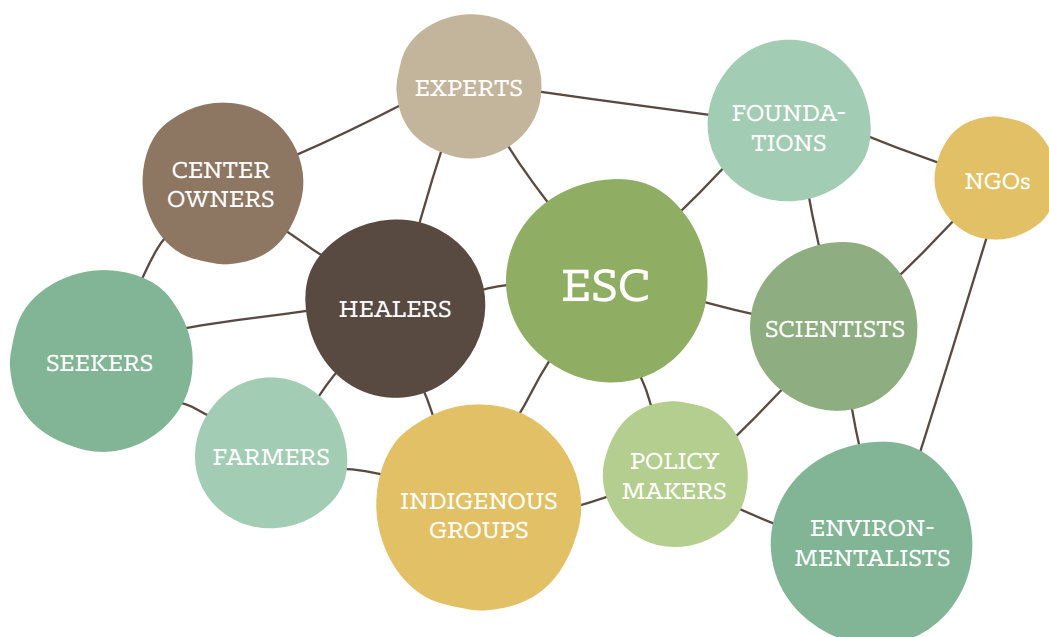 EXPERTS
FOUNDA-
TIONS
CENTER
OWNERS
NGOs
ESC
HEALERS
SCIENTISTS
SEEKERS
FARMERS
POLICY
MAKERS
INDIGENOUS
GROUPS
ENVIRON-
MENTALISTS